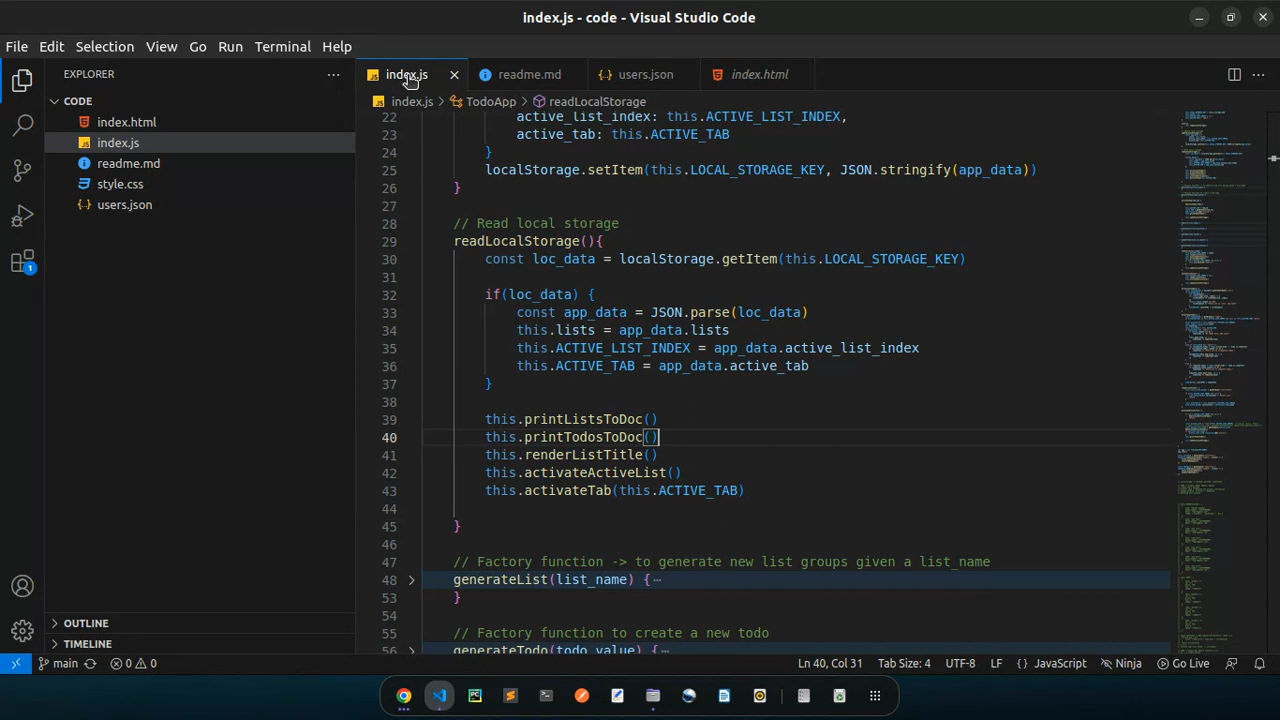 index.js - code - Visual Studio Code
File Edit Selection View Go Run Terminal Help
EXPLORER
CODE
index.html
index.js
readme.md
style.css
users.json
OUTLINE
TIMELINE
1
JS index.js readme.md {} users.json index.html
JS index.js > TodoApp > readLocalStorage
22 active_list_index: this.ACTIVE_LIST_INDEX,
23 active_tab: this.ACTIVE_TAB
24 }
25 localStorage.setItem(this.LOCAL_STORAGE_KEY, JSON.stringify(app_data))
26 }
27
28 // Read local storage
29 readLocalStorage(){
30 const loc_data = localStorage.getItem(this.LOCAL_STORAGE_KEY)
31
32 if(loc_data) {
33 const app_data = JSON.parse(loc_data)
34 this.lists = app_data.lists
35 this.ACTIVE_LIST_INDEX = app_data.active_list_index
36 this.ACTIVE_TAB = app_data.active_tab
37 }
38
39 this.printListsToDoc()
40 this.printTodosToDoc()
41 this.renderListTitle()
42 this.activateActiveList()
43 this.activateTab(this.ACTIVE_TAB)
44
45 }
46
47 // Factory function -> to generate new list groups given a list_name
48 generateList(list_name) {⋯
53 }
54
55 // Factory function to create a new todo
56 generateTodo(todo_value) {⋯
main 0 0 Ln 40, Col 31 Tab Size: 4 UTF-8 LF {} JavaScript Ninja Go Live
PC